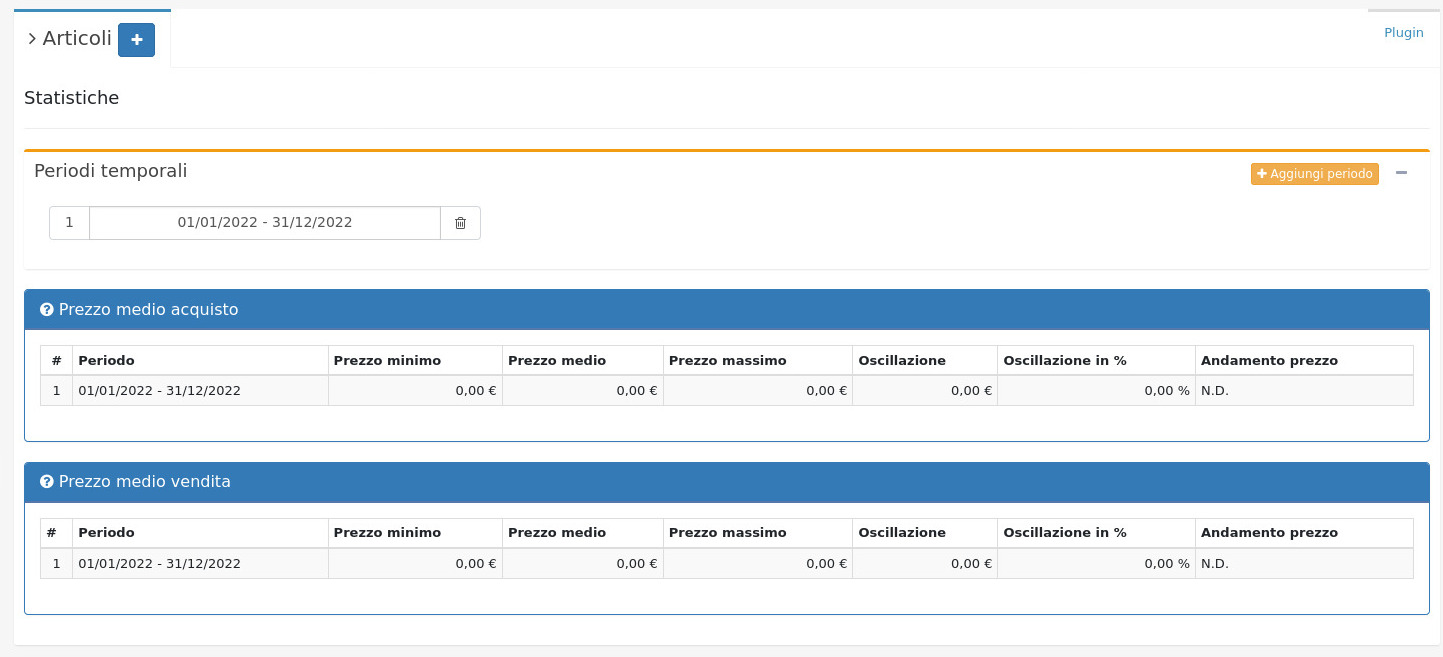 Articoli
Plugin
Statistiche
Periodi temporali
Aggiungi periodo
1 01/01/2022 - 31/12/2022
Prezzo medio acquisto
# Periodo Prezzo minimo Prezzo medio Prezzo massimo Oscillazione Oscillazione in % Andamento prezzo
1 01/01/2022 - 31/12/2022 0,00 € 0,00 € 0,00 € 0,00 € 0,00 % N.D.
Prezzo medio vendita
# Periodo Prezzo minimo Prezzo medio Prezzo massimo Oscillazione Oscillazione in % Andamento prezzo
1 01/01/2022 - 31/12/2022 0,00 € 0,00 € 0,00 € 0,00 € 0,00 % N.D.